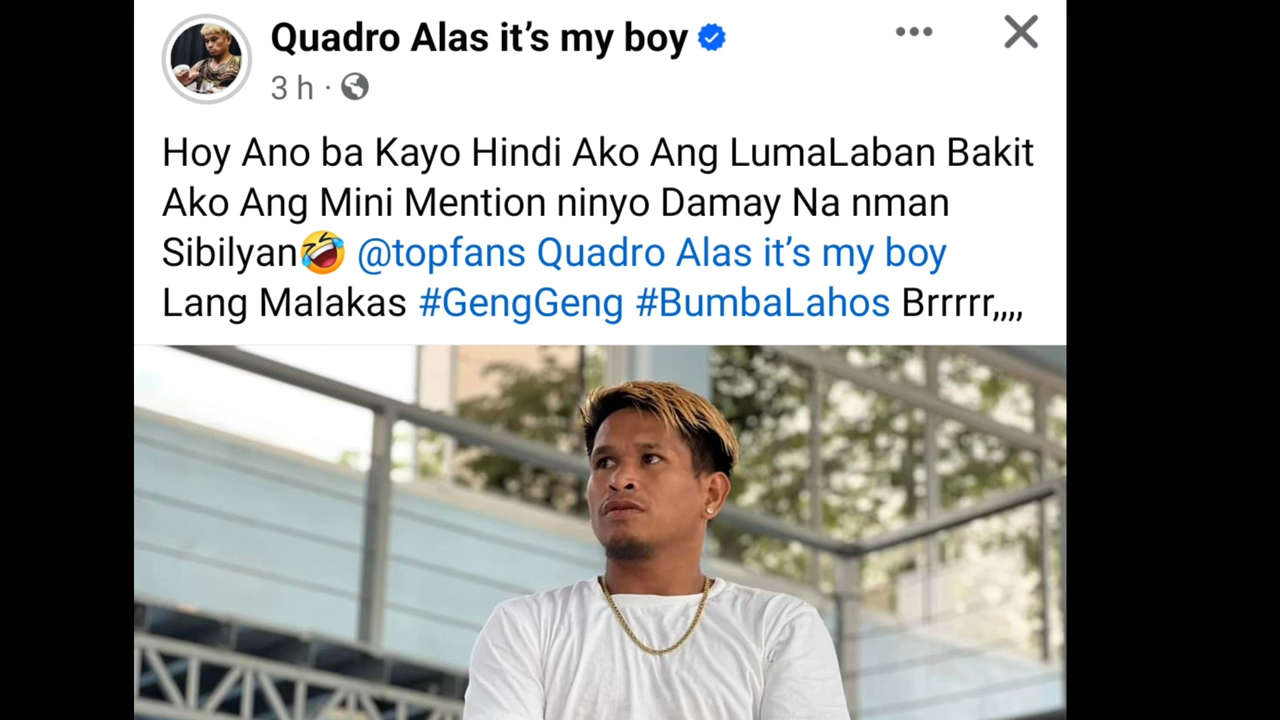 Quadro Alas it’s my boy
3 h ·
Hoy Ano ba Kayo Hindi Ako Ang LumaLaban Bakit
Ako Ang Mini Mention ninyo Damay Na nman
Sibilyan🤣 @topfans Quadro Alas it’s my boy
Lang Malakas #GengGeng #BumbaLahos Brrrrr,,,,